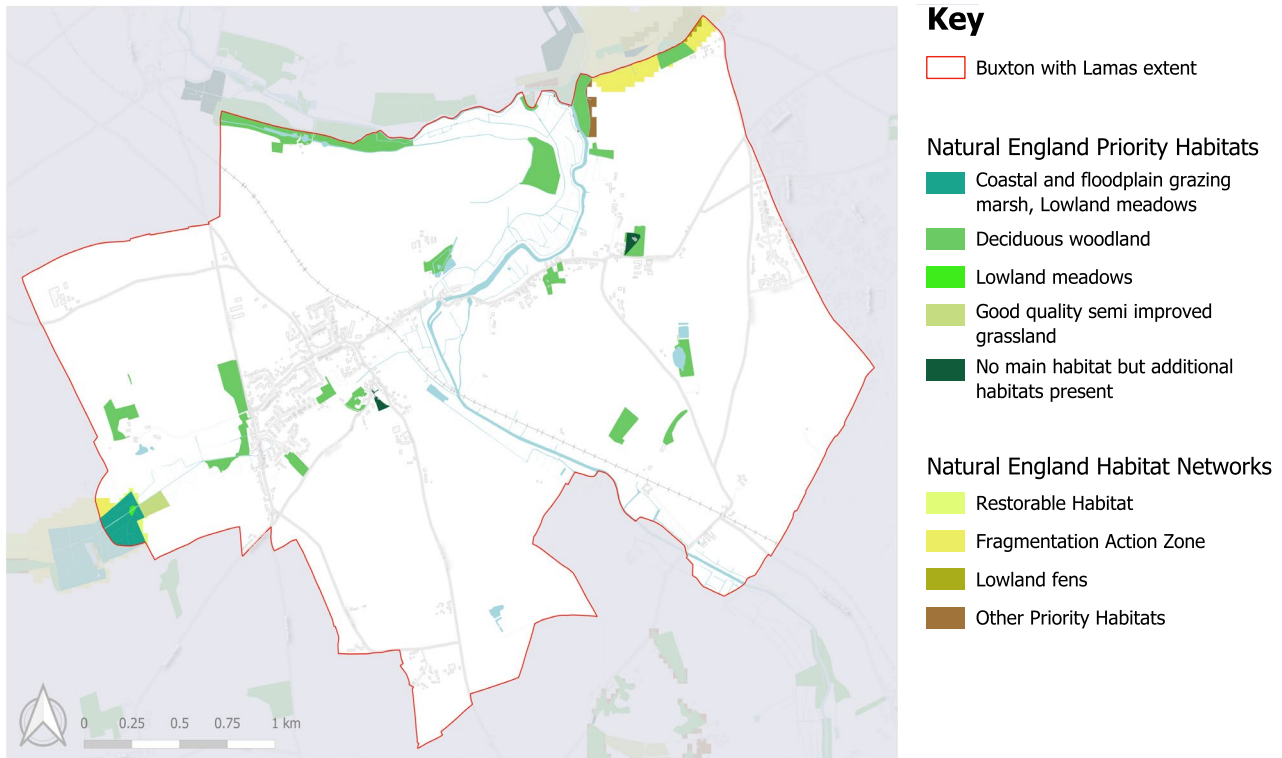 Key
Buxton with Lamas extent
Natural England Priority Habitats
Coastal and floodplain grazing
marsh, Lowland meadows
Deciduous woodland
Lowland meadows
Good quality semi improved
grassland
No main habitat but additional
habitats present
Natural England Habitat Networks
Restorable Habitat
Fragmentation Action Zone
Lowland fens
Other Priority Habitats
0 0.25 0.5 0.75 1 km